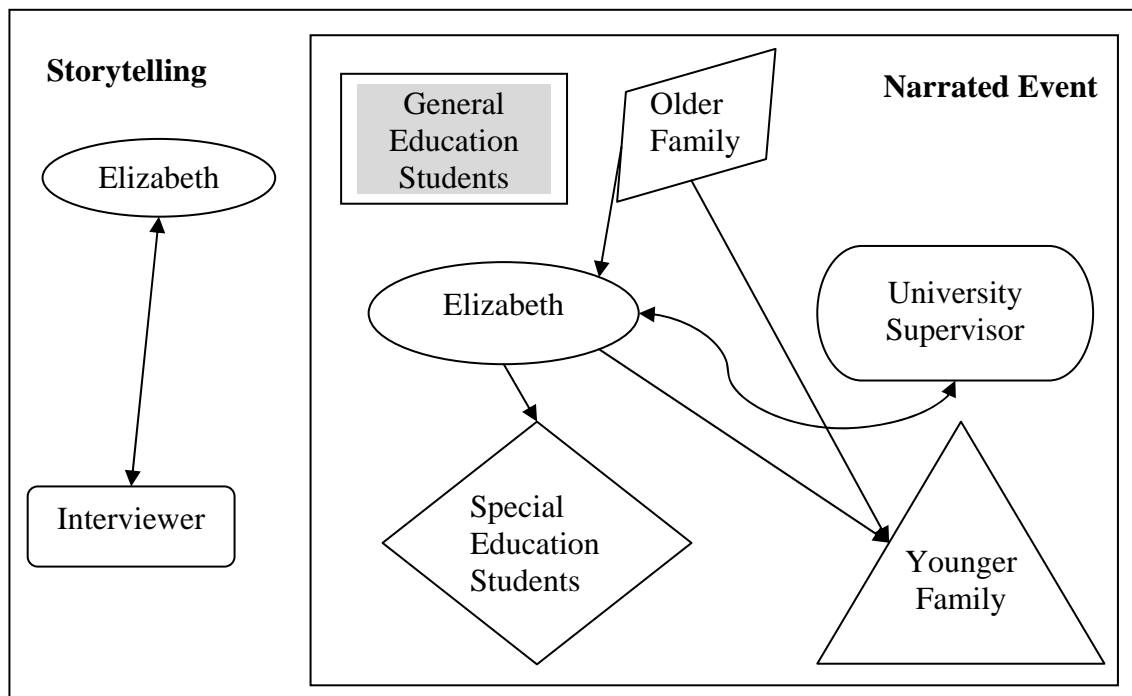 Storytelling
Elizabeth
Interviewer
Narrated Event
General
Education
Students
Older
Family
Elizabeth
University
Supervisor
Special
Education
Students
Younger
Family